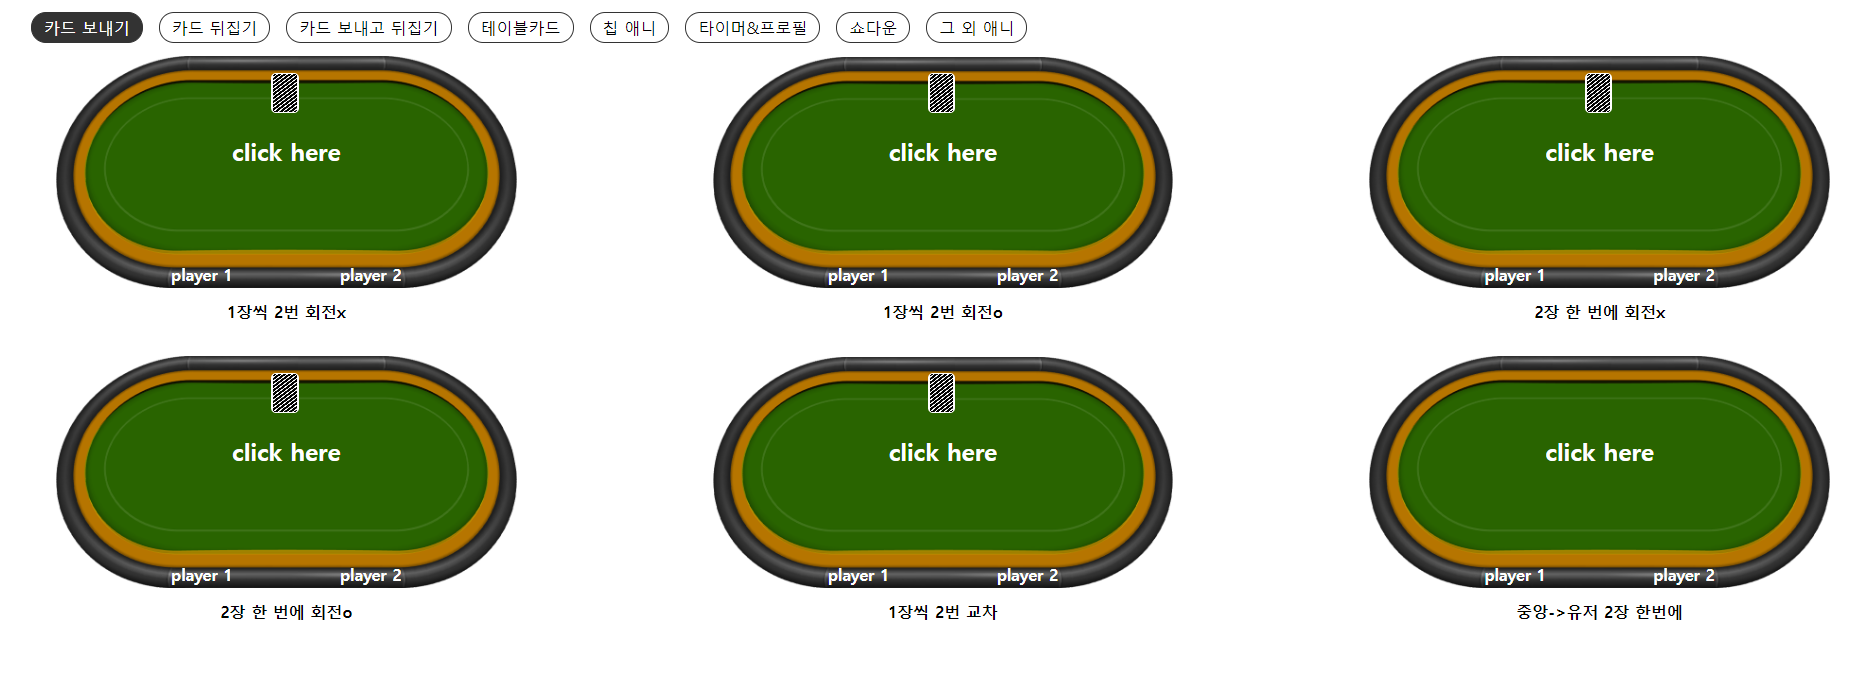 카드 보내기 카드 뒤집기 카드 보내고 뒤집기 테이블카드 칩 애니 타이머&프로필 쇼다운 그 외 애니
click here click here click here
player 1 player 2 player 1 player 2 player 1 player 2
1장씩 2번 회전x 1장씩 2번 회전o 2장 한 번에 회전x
click here click here click here
player 1 player 2 player 1 player 2 player 1 player 2
2장 한 번에 회전o 1장씩 2번 교차 중앙->유저 2장 한번에